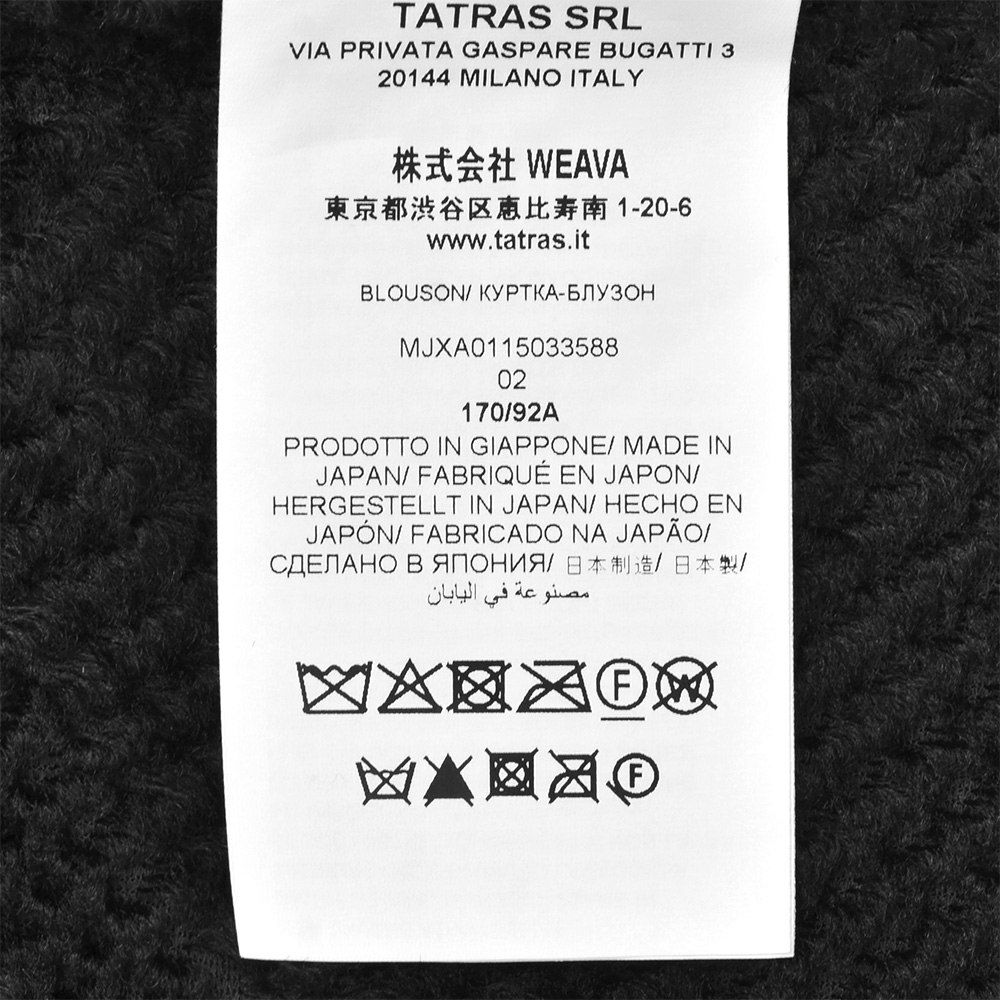 TATRAS SRL
VIA PRIVATA GASPARE BUGATTI 3
20144 MILANO ITALY
株式会社 WEAVA
東京都渋谷区恵比寿南 1-20-6
www.tatras.it
BLOUSON/ КУРТКА-БЛУЗОН
MJXA0115033588
02
170/92A
PRODOTTO IN GIAPPONE/ MADE IN
JAPAN/ FABRIQUÉ EN JAPON/
HERGESTELLT IN JAPAN/ HECHO EN
JAPÓN/ FABRICADO NA JAPÃO/
СДЕЛАНО В ЯПОНИЯ/ 日本制造/ 日本製/
مصنوعة في اليابان
F W
F